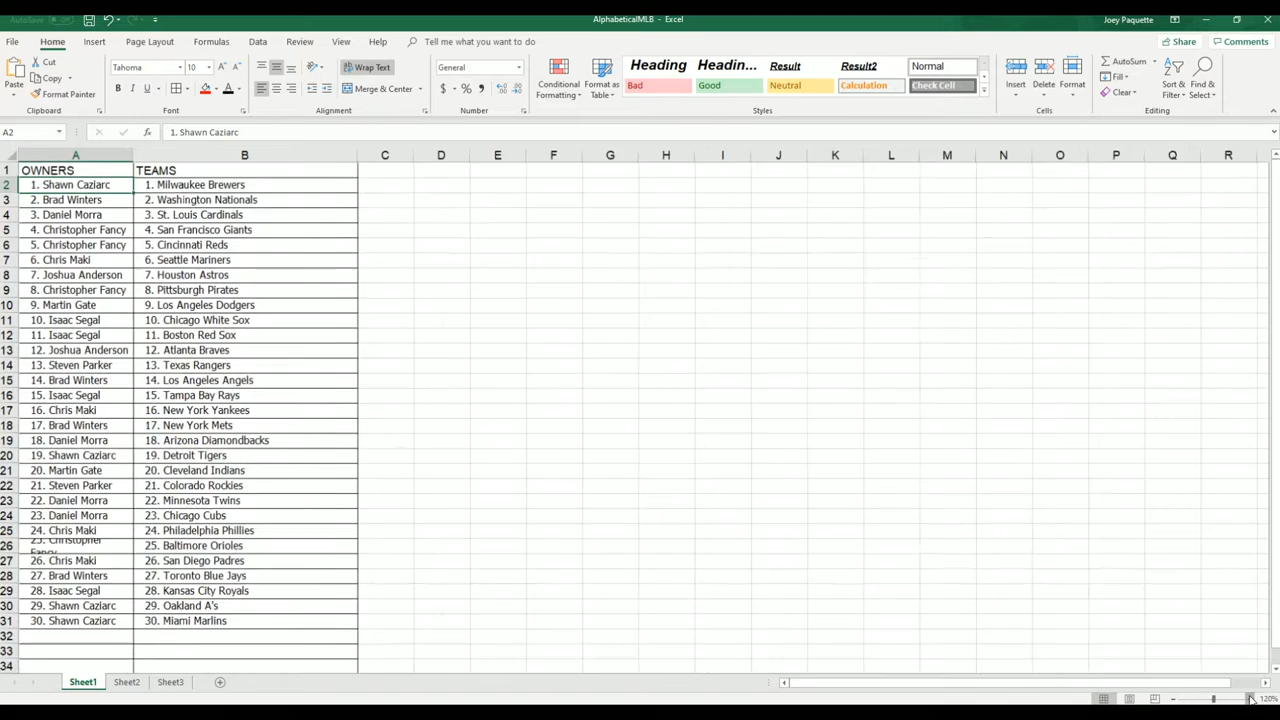 AutoSave
AlphabeticalMLB - Excel
Joey Paquette
File Home Insert Page Layout Formulas Data Review View Help Tell me what you want to do Share Comments
Paste Cut Copy Format Painter Clipboard
Tahoma 10 B I U A Font
Wrap Text Merge & Center Alignment
General $ % , Number
Conditional Formatting Format as Table
Heading Headin... Result Result2 Normal
Bad Good Neutral Calculation Check Cell
Styles
Insert Delete Format Cells
AutoSum Fill Clear Sort & Filter Find & Select Editing
A2 fx 1. Shawn Caziarc
A B C D E F G H I J K L M N O P Q R
1 OWNERS TEAMS
2 1. Shawn Caziarc 1. Milwaukee Brewers
3 2. Brad Winters 2. Washington Nationals
4 3. Daniel Morra 3. St. Louis Cardinals
5 4. Christopher Fancy 4. San Francisco Giants
6 5. Christopher Fancy 5. Cincinnati Reds
7 6. Chris Maki 6. Seattle Mariners
8 7. Joshua Anderson 7. Houston Astros
9 8. Christopher Fancy 8. Pittsburgh Pirates
10 9. Martin Gate 9. Los Angeles Dodgers
11 10. Isaac Segal 10. Chicago White Sox
12 11. Isaac Segal 11. Boston Red Sox
13 12. Joshua Anderson 12. Atlanta Braves
14 13. Steven Parker 13. Texas Rangers
15 14. Brad Winters 14. Los Angeles Angels
16 15. Isaac Segal 15. Tampa Bay Rays
17 16. Chris Maki 16. New York Yankees
18 17. Brad Winters 17. New York Mets
19 18. Daniel Morra 18. Arizona Diamondbacks
20 19. Shawn Caziarc 19. Detroit Tigers
21 20. Martin Gate 20. Cleveland Indians
22 21. Steven Parker 21. Colorado Rockies
23 22. Daniel Morra 22. Minnesota Twins
24 23. Daniel Morra 23. Chicago Cubs
25 24. Chris Maki 24. Philadelphia Phillies
26 25. Christopher Fancy 25. Baltimore Orioles
27 26. Chris Maki 26. San Diego Padres
28 27. Brad Winters 27. Toronto Blue Jays
29 28. Isaac Segal 28. Kansas City Royals
30 29. Shawn Caziarc 29. Oakland A's
31 30. Shawn Caziarc 30. Miami Marlins
32
33
34
Sheet1 Sheet2 Sheet3
120%